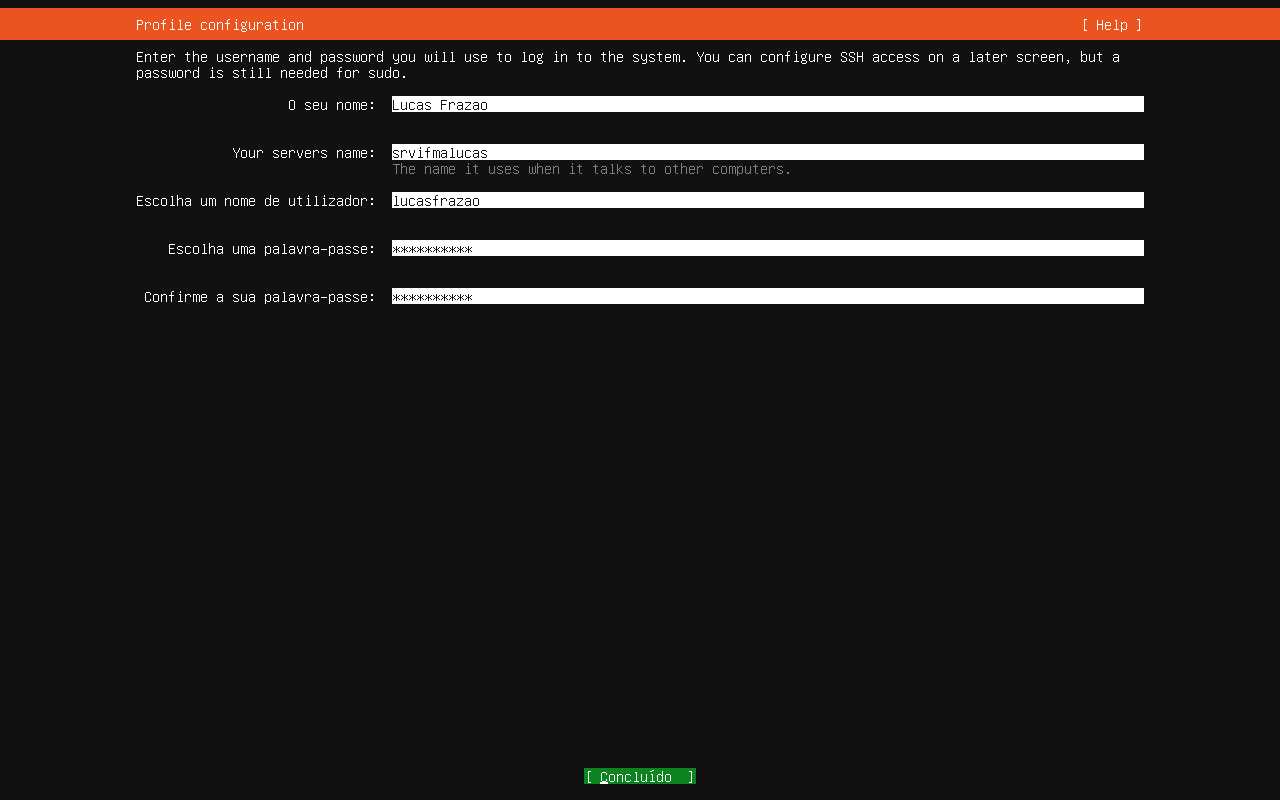 Profile configuration [ Help ]
Enter the username and password you will use to log in to the system. You can configure SSH access on a later screen, but a
password is still needed for sudo.
O seu nome: Lucas Frazao
Your servers name: srvifmalucas
The name it uses when it talks to other computers.
Escolha um nome de utilizador: lucasfrazao
Escolha uma palavra-passe: **********
Confirme a sua palavra-passe: **********
[ Concluído ]